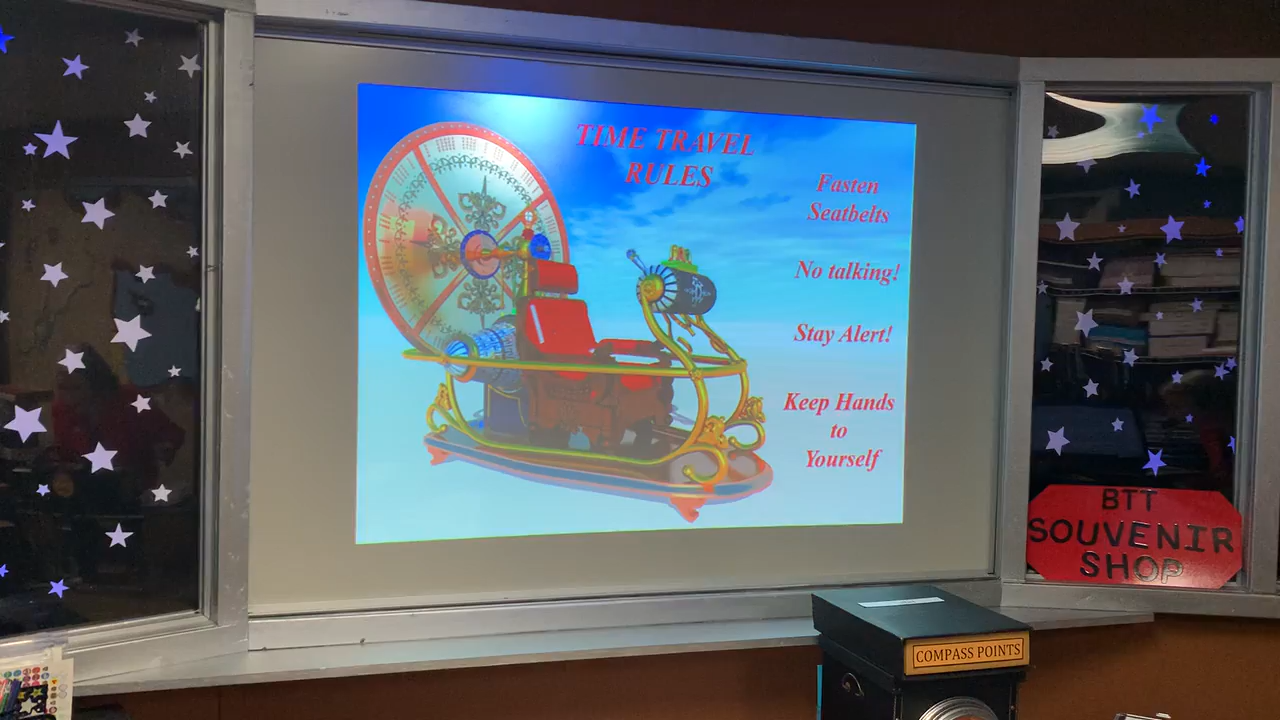 TIME TRAVEL
RULES
Fasten
Seatbelts
No talking!
Stay Alert!
Keep Hands
to
Yourself
BTT
SOUVENIR
SHOP
COMPASS POINTS